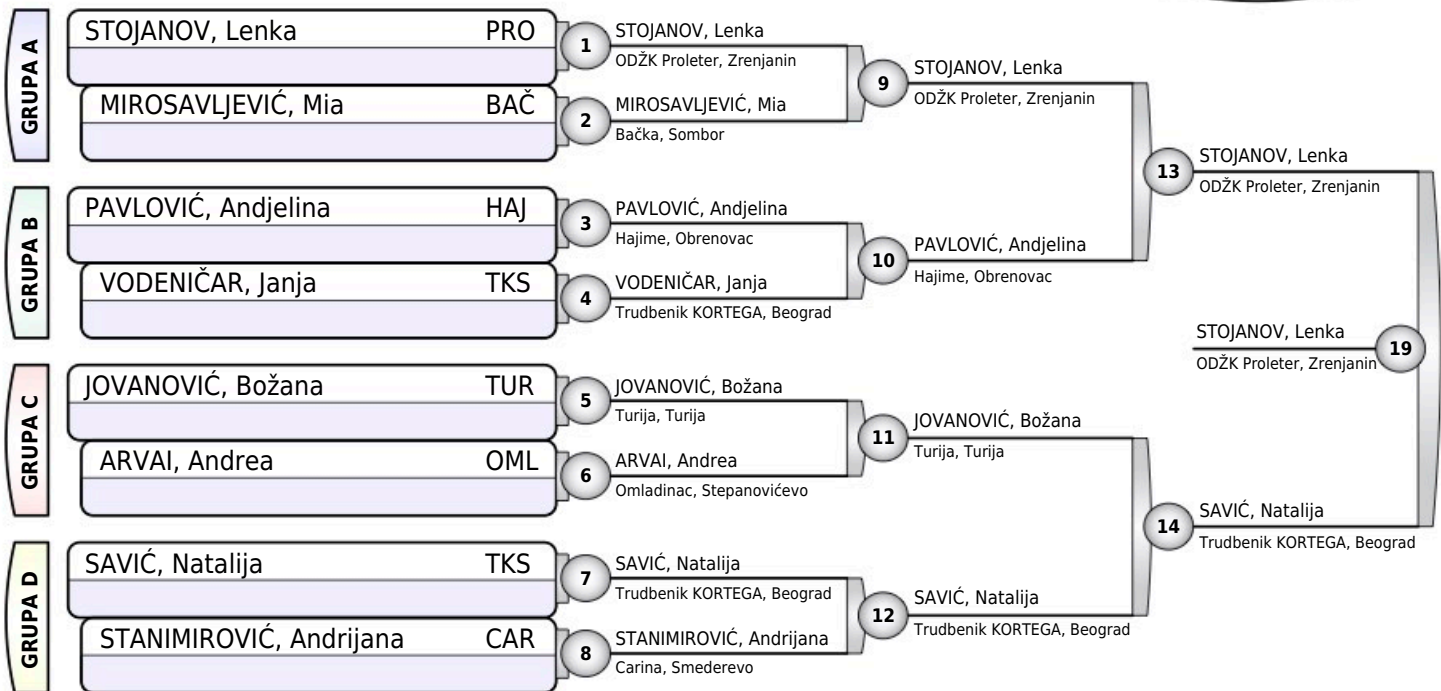 GRUPA A
STOJANOV, Lenka PRO
MIROSAVLJEVIĆ, Mia BAČ
GRUPA B
PAVLOVIĆ, Andjelina HAJ
VODENIČAR, Janja TKS
GRUPA C
JOVANOVIĆ, Božana TUR
ARVAI, Andrea OML
GRUPA D
SAVIĆ, Natalija TKS
STANIMIROVIĆ, Andrijana CAR
1
STOJANOV, Lenka
ODŽK Proleter, Zrenjanin
2
MIROSAVLJEVIĆ, Mia
Bačka, Sombor
3
PAVLOVIĆ, Andjelina
Hajime, Obrenovac
4
VODENIČAR, Janja
Trudbenik KORTEGA, Beograd
5
JOVANOVIĆ, Božana
Turija, Turija
6
ARVAI, Andrea
Omladinac, Stepanovićevo
7
SAVIĆ, Natalija
Trudbenik KORTEGA, Beograd
8
STANIMIROVIĆ, Andrijana
Carina, Smederevo
9
STOJANOV, Lenka
ODŽK Proleter, Zrenjanin
10
PAVLOVIĆ, Andjelina
Hajime, Obrenovac
11
JOVANOVIĆ, Božana
Turija, Turija
12
SAVIĆ, Natalija
Trudbenik KORTEGA, Beograd
13
STOJANOV, Lenka
ODŽK Proleter, Zrenjanin
14
SAVIĆ, Natalija
Trudbenik KORTEGA, Beograd
STOJANOV, Lenka
ODŽK Proleter, Zrenjanin
19